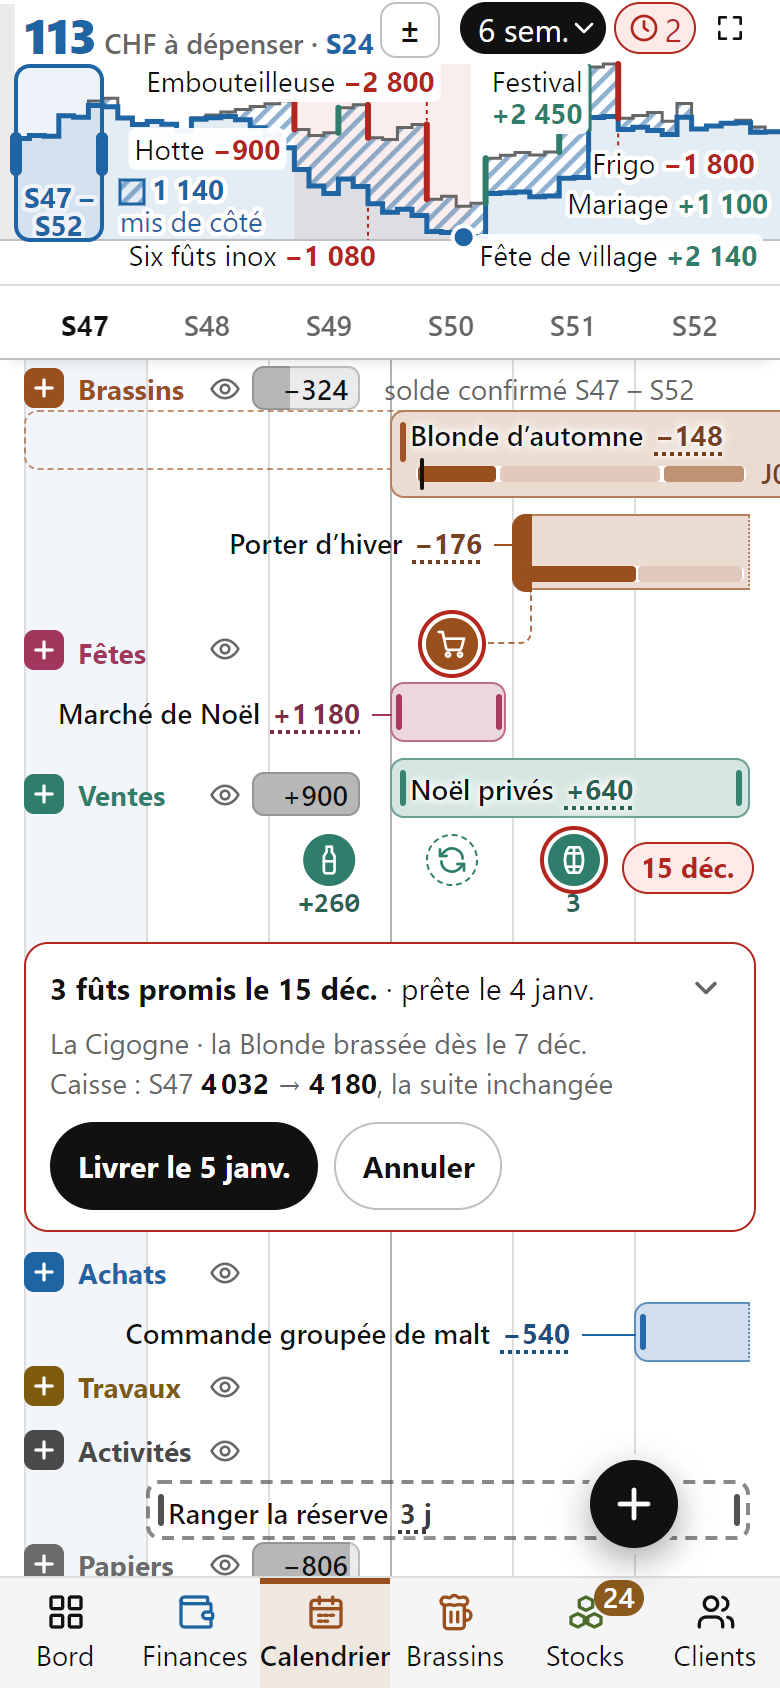 113 CHF à dépenser · S24
±
6 sem.
2
Embouteilleuse −2 800
Festival
+2 450
Hotte −900
Frigo −1 800
S47 –
S52
1 140
mis de côté
Mariage +1 100
Six fûts inox −1 080
Fête de village +2 140
S47 S48 S49 S50 S51 S52
Brassins −324 solde confirmé S47 – S52
Blonde d’automne −148
Porter d’hiver −176
Fêtes
Marché de Noël +1 180
Ventes +900 Noël privés +640
15 déc.
+260 3
3 fûts promis le 15 déc. · prête le 4 janv.
La Cigogne · la Blonde brassée dès le 7 déc.
Caisse : S47 4 032 → 4 180, la suite inchangée
Livrer le 5 janv. Annuler
Achats
Commande groupée de malt −540
Travaux
Activités
Ranger la réserve 3 j
+
Papiers −806
24
Bord Finances Calendrier Brassins Stocks Clients